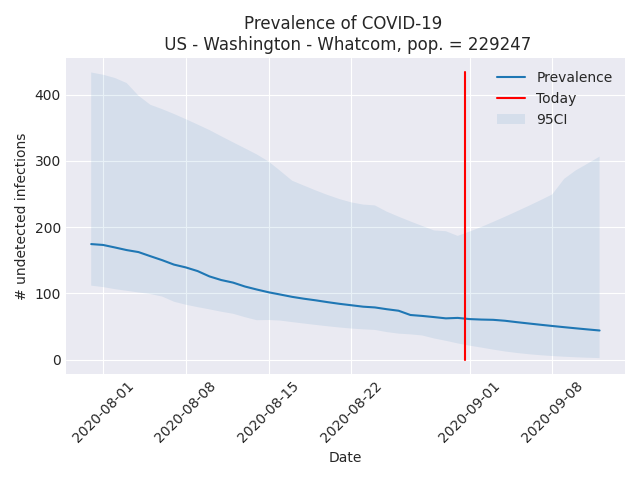 Prevalence of COVID-19
US - Washington - Whatcom, pop. = 229247
Prevalence
Today
95CI
400
300
200
100
0
# undetected infections
2020-08-01
2020-08-08
2020-08-15
2020-08-22
2020-09-01
2020-09-08
Date